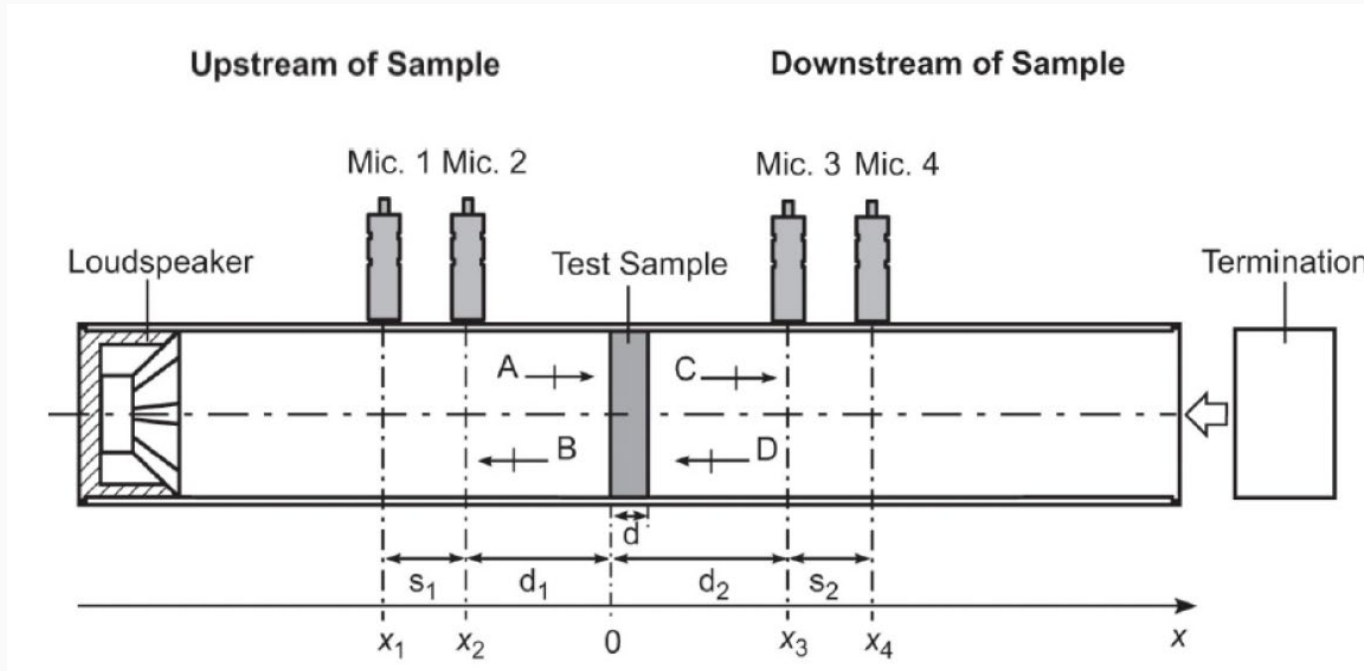 Upstream of Sample
Downstream of Sample
Mic. 1 Mic. 2
Mic. 3 Mic. 4
Loudspeaker
Test Sample
Termination
A
C
B
D
d
s₁
d₁
d₂
s₂
x₁
x₂
0
x₃
x₄
x